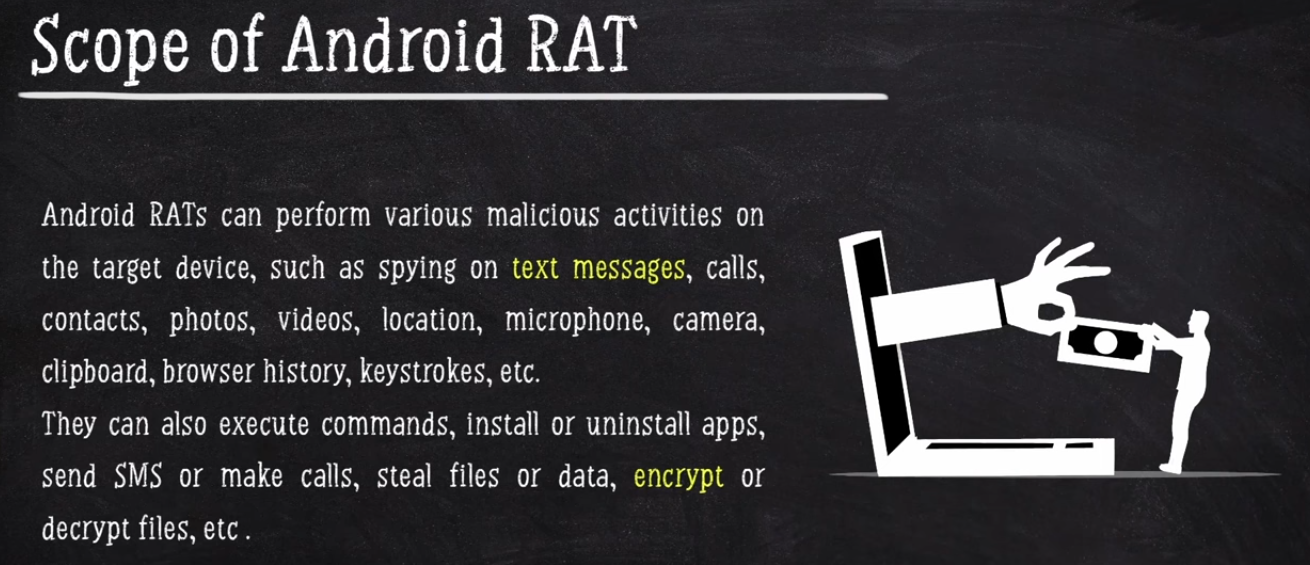 Scope of Android RAT
Android RATs can perform various malicious activities on
the target device, such as spying on text messages, calls,
contacts, photos, videos, location, microphone, camera,
clipboard, browser history, keystrokes, etc.
They can also execute commands, install or uninstall apps,
send SMS or make calls, steal files or data, encrypt or
decrypt files, etc .